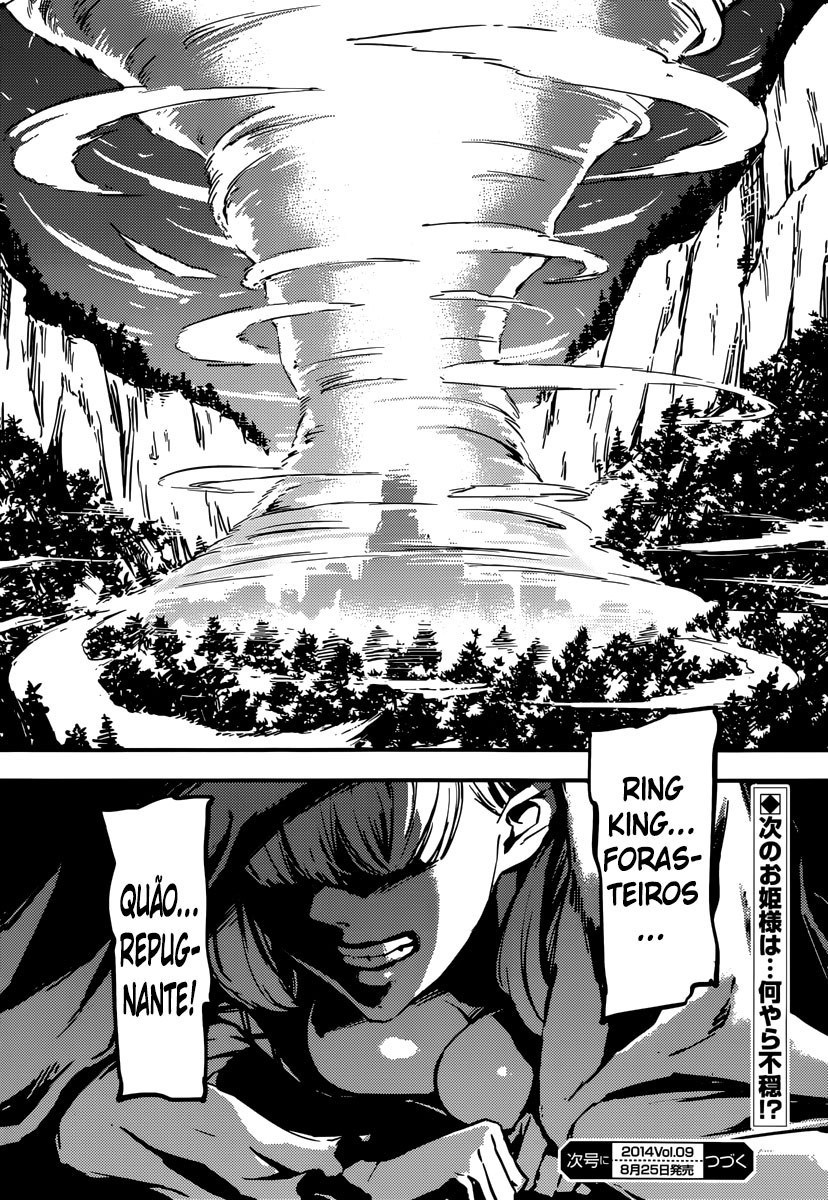 RING
KING...
FORAS-
TEIROS
...
◆次のお姫様は…何やら不穏!?
QUÃO...
REPUG-
NANTE!
次号に
2014Vol.09
8月25日発売
つづく